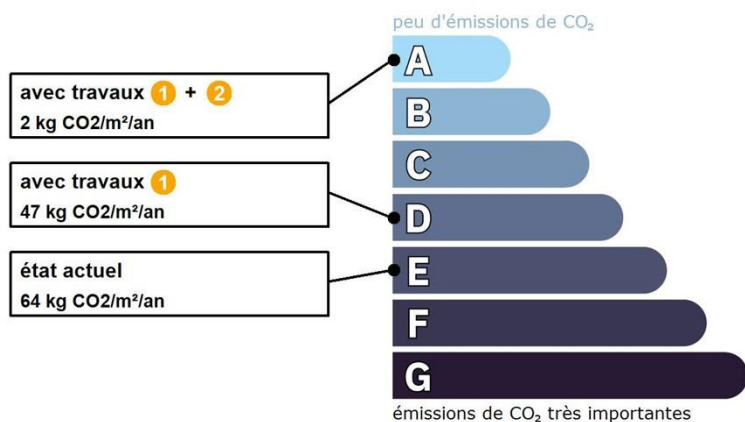 peu d'émissions de CO₂
A
avec travaux 1 + 2
2 kg CO2/m²/an
B
C
avec travaux 1
47 kg CO2/m²/an
D
état actuel
64 kg CO2/m²/an
E
F
G
émissions de CO₂ très importantes